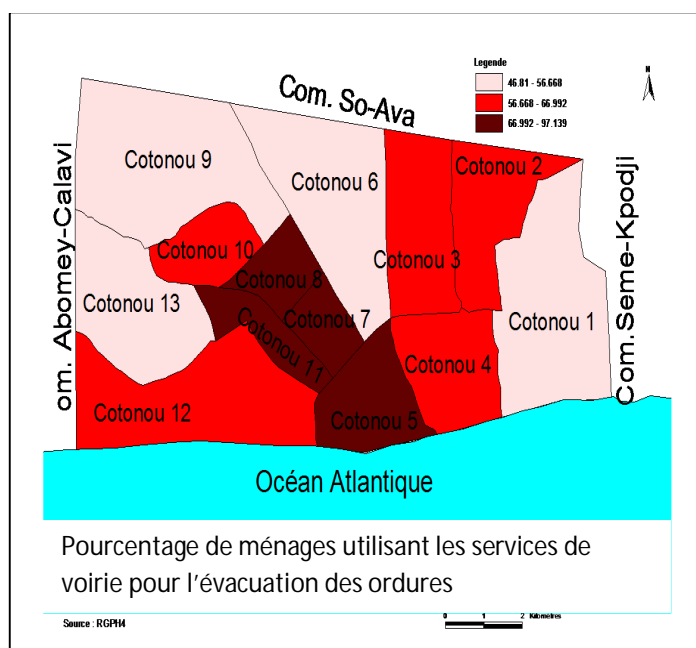 Legende
46.81 - 56.668
56.668 - 66.992
66.992 - 97.139
N
Com. So-Ava
Cotonou 9
Cotonou 6
Cotonou 2
Cotonou 10
Cotonou 3
Cotonou 8
Cotonou 13
Cotonou 7
Cotonou 1
Cotonou 11
Cotonou 4
Cotonou 12
Cotonou 5
om. Abomey-Calavi
Com. Seme-Kpodji
Océan Atlantique
Pourcentage de ménages utilisant les services de
voirie pour l'évacuation des ordures
Source : RGPH4
0 1 2 Kilomètres